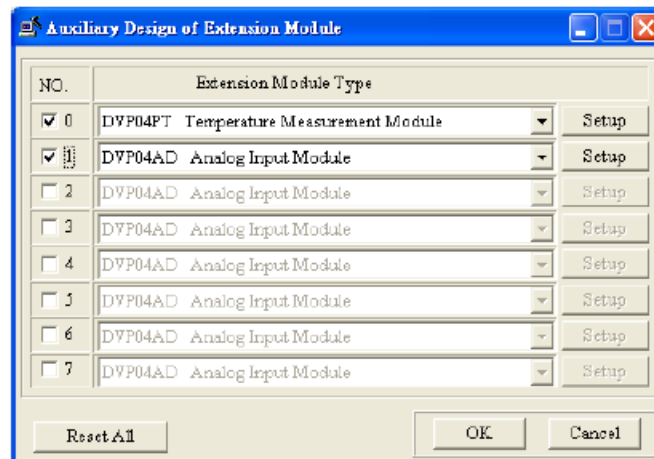 Auxiliary Design of Extension Module
NO. Extension Module Type
0 DVP04PT Temperature Measurement Module Setup
1 DVP04AD Analog Input Module Setup
2 DVP04AD Analog Input Module Setup
3 DVP04AD Analog Input Module Setup
4 DVP04AD Analog Input Module Setup
5 DVP04AD Analog Input Module Setup
6 DVP04AD Analog Input Module Setup
7 DVP04AD Analog Input Module Setup
Reset All OK Cancel